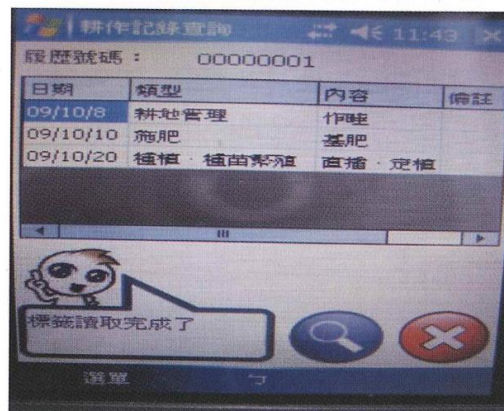 耕作記錄查詢 11:43
履歷號碼： 00000001
日期 類型 內容 備註
09/10/8 耕地管理 作畦
09/10/10 施肥 基肥
09/10/20 種植‧種苗繁殖 直播‧定植
標籤讀取完成了
選單 ㄅ